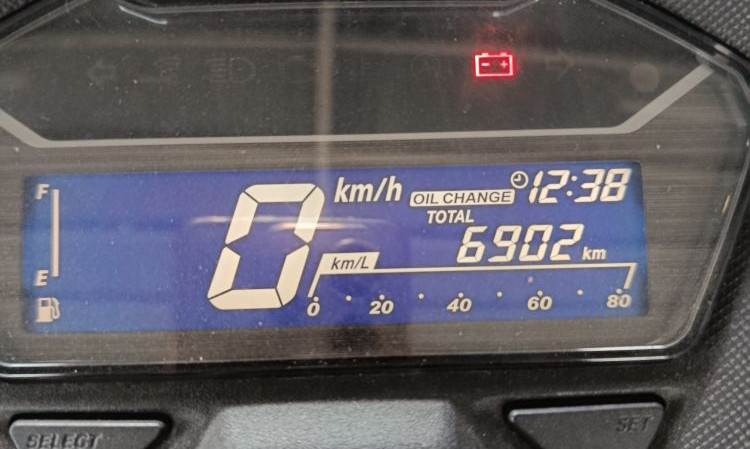 F
km/h
OIL CHANGE
12:38
TOTAL
6902 km
0
E
km/L
0 20 40 60 80
SELECT
SET